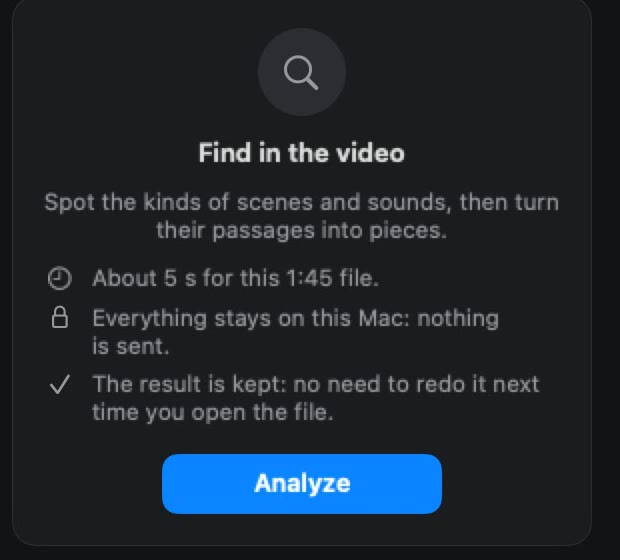 Find in the video
Spot the kinds of scenes and sounds, then turn
their passages into pieces.
About 5 s for this 1:45 file.
Everything stays on this Mac: nothing
is sent.
The result is kept: no need to redo it next
time you open the file.
Analyze